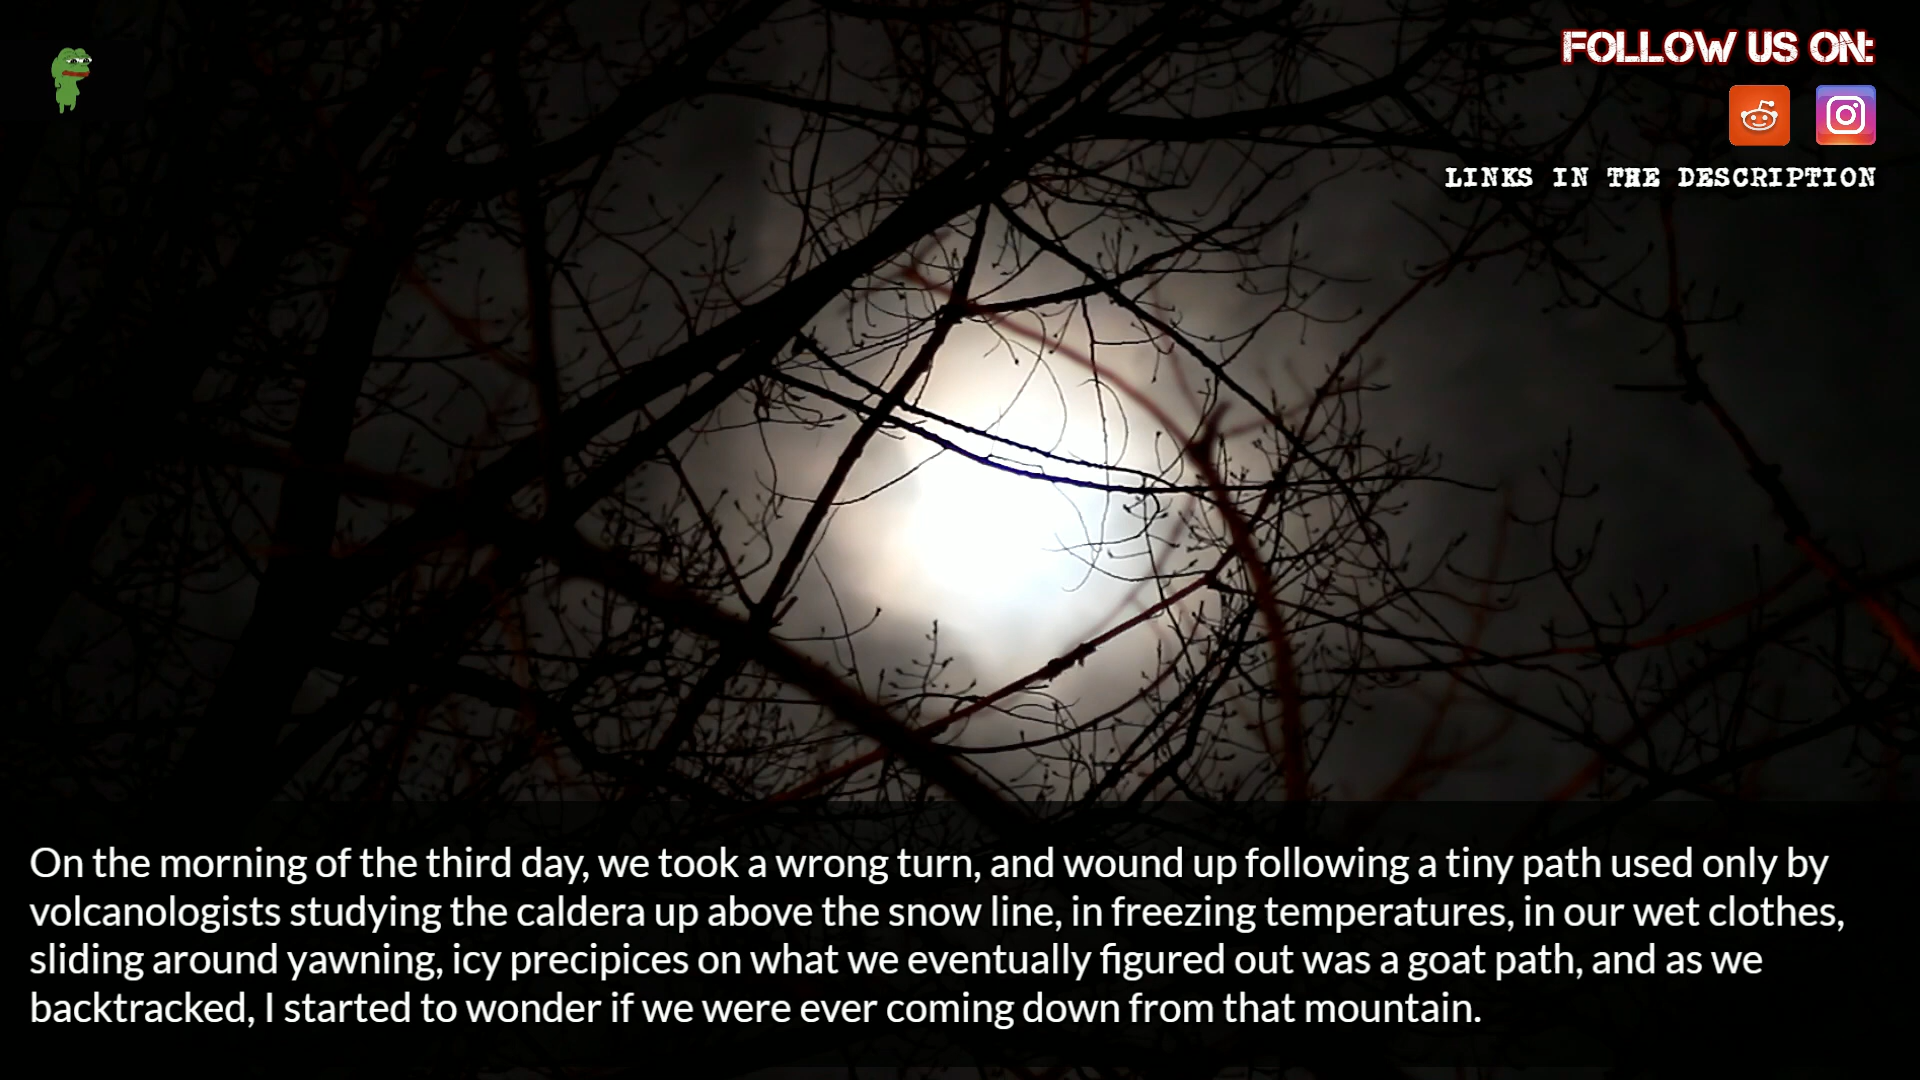 FOLLOW US ON:
LINKS IN THE DESCRIPTION
On the morning of the third day, we took a wrong turn, and wound up following a tiny path used only by
volcanologists studying the caldera up above the snow line, in freezing temperatures, in our wet clothes,
sliding around yawning, icy precipices on what we eventually figured out was a goat path, and as we
backtracked, I started to wonder if we were ever coming down from that mountain.